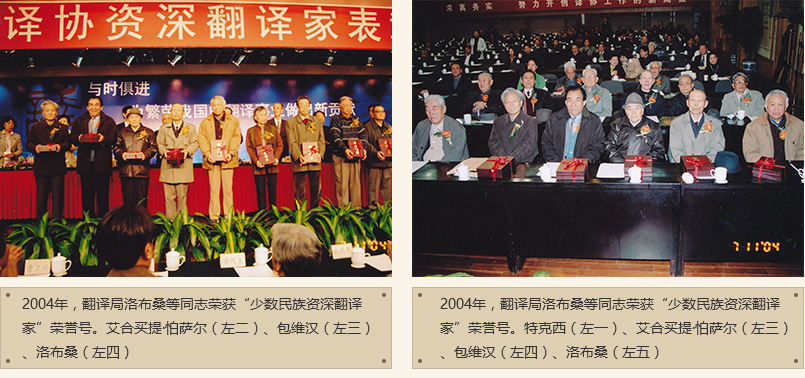 译协资深翻译家表
与时俱进
为繁荣我国翻译事业做出新贡献
04
2004年，翻译局洛布桑等同志荣获“少数民族资深翻译
家”荣誉号。艾合买提·怕萨尔（左二）、包维汉（左三）
、洛布桑（左四）
求真务实 努力开创译协工作的新局面
7 11'04
2004年，翻译局洛布桑等同志荣获“少数民族资深翻译
家”荣誉号。特克西（左一）、艾合买提·怕萨尔（左三）
、包维汉（左四）、洛布桑（左五）